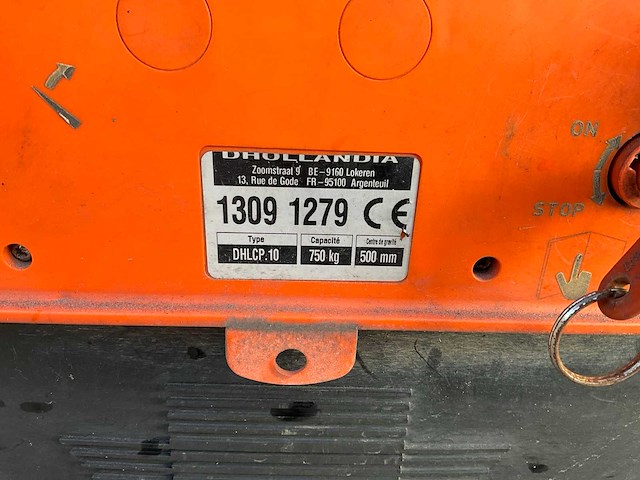 DHOLLANDIA
Zoomstraat 9 BE-9160 Lokeren
13, Rue de Gode FR-95100 Argenteuil
1309 1279 CE
Type Capacité Centre de gravité
DHLCP.10 750 kg 500 mm
ON
STOP